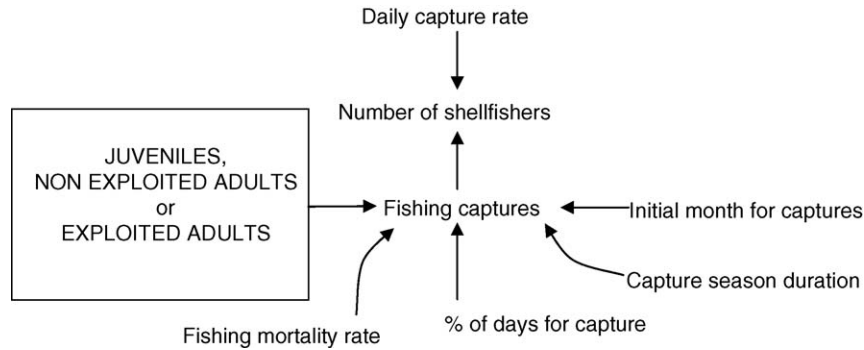 Daily capture rate
Number of shellfishers
JUVENILES,
NON EXPLOITED ADULTS
or
EXPLOITED ADULTS
Fishing captures
Initial month for captures
Capture season duration
% of days for capture
Fishing mortality rate